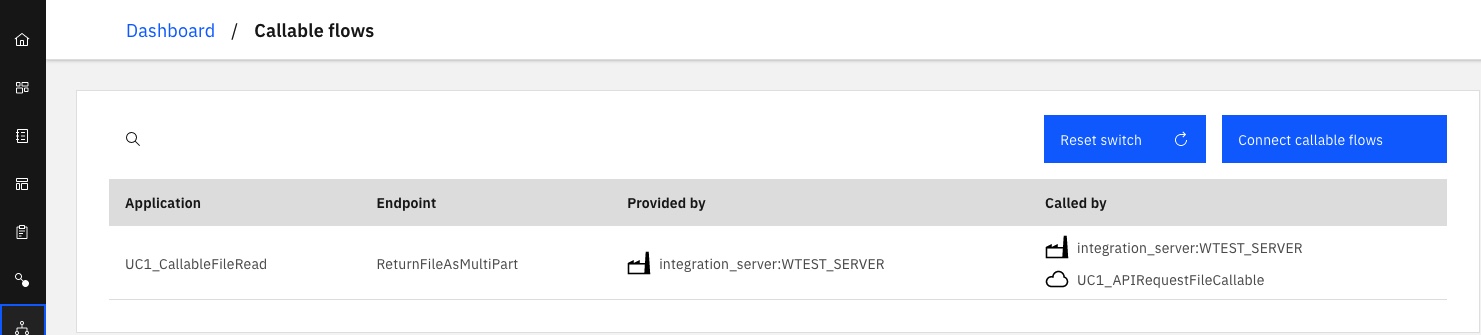 Dashboard / Callable flows
Reset switch
Connect callable flows
Application Endpoint Provided by Called by
UC1_CallableFileRead ReturnFileAsMultiPart integration_server:WTEST_SERVER integration_server:WTEST_SERVER
UC1_APIRequestFileCallable